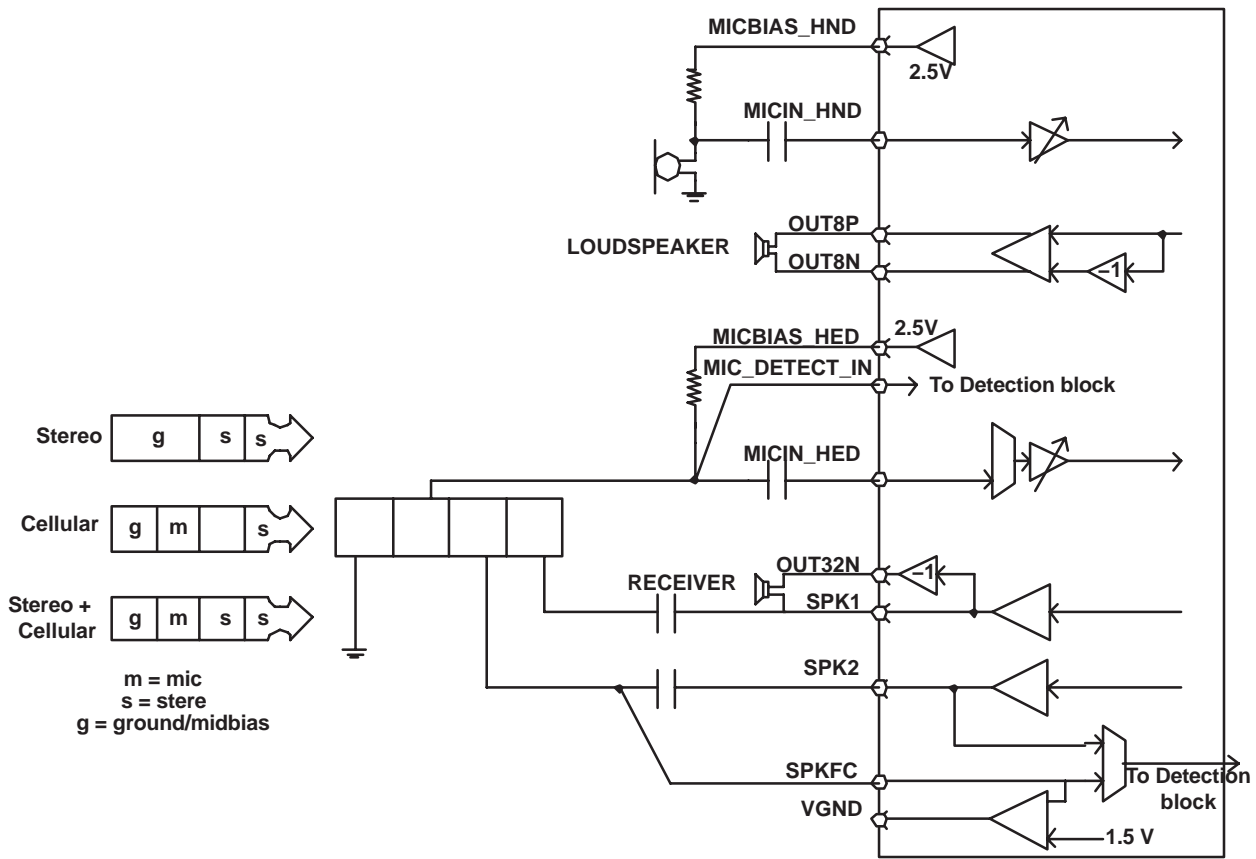 MICBIAS_HND
2.5V
MICIN_HND
OUT8P
LOUDSPEAKER
OUT8N
–1
MICBIAS_HED
2.5V
MIC_DETECT_IN
To Detection block
Stereo
g s s
MICIN_HED
Cellular
g m s
OUT32N
–1
RECEIVER
SPK1
Stereo +
Cellular
g m s s
SPK2
m = mic
s = stere
g = ground/midbias
SPKFC
To Detection
block
VGND
1.5 V